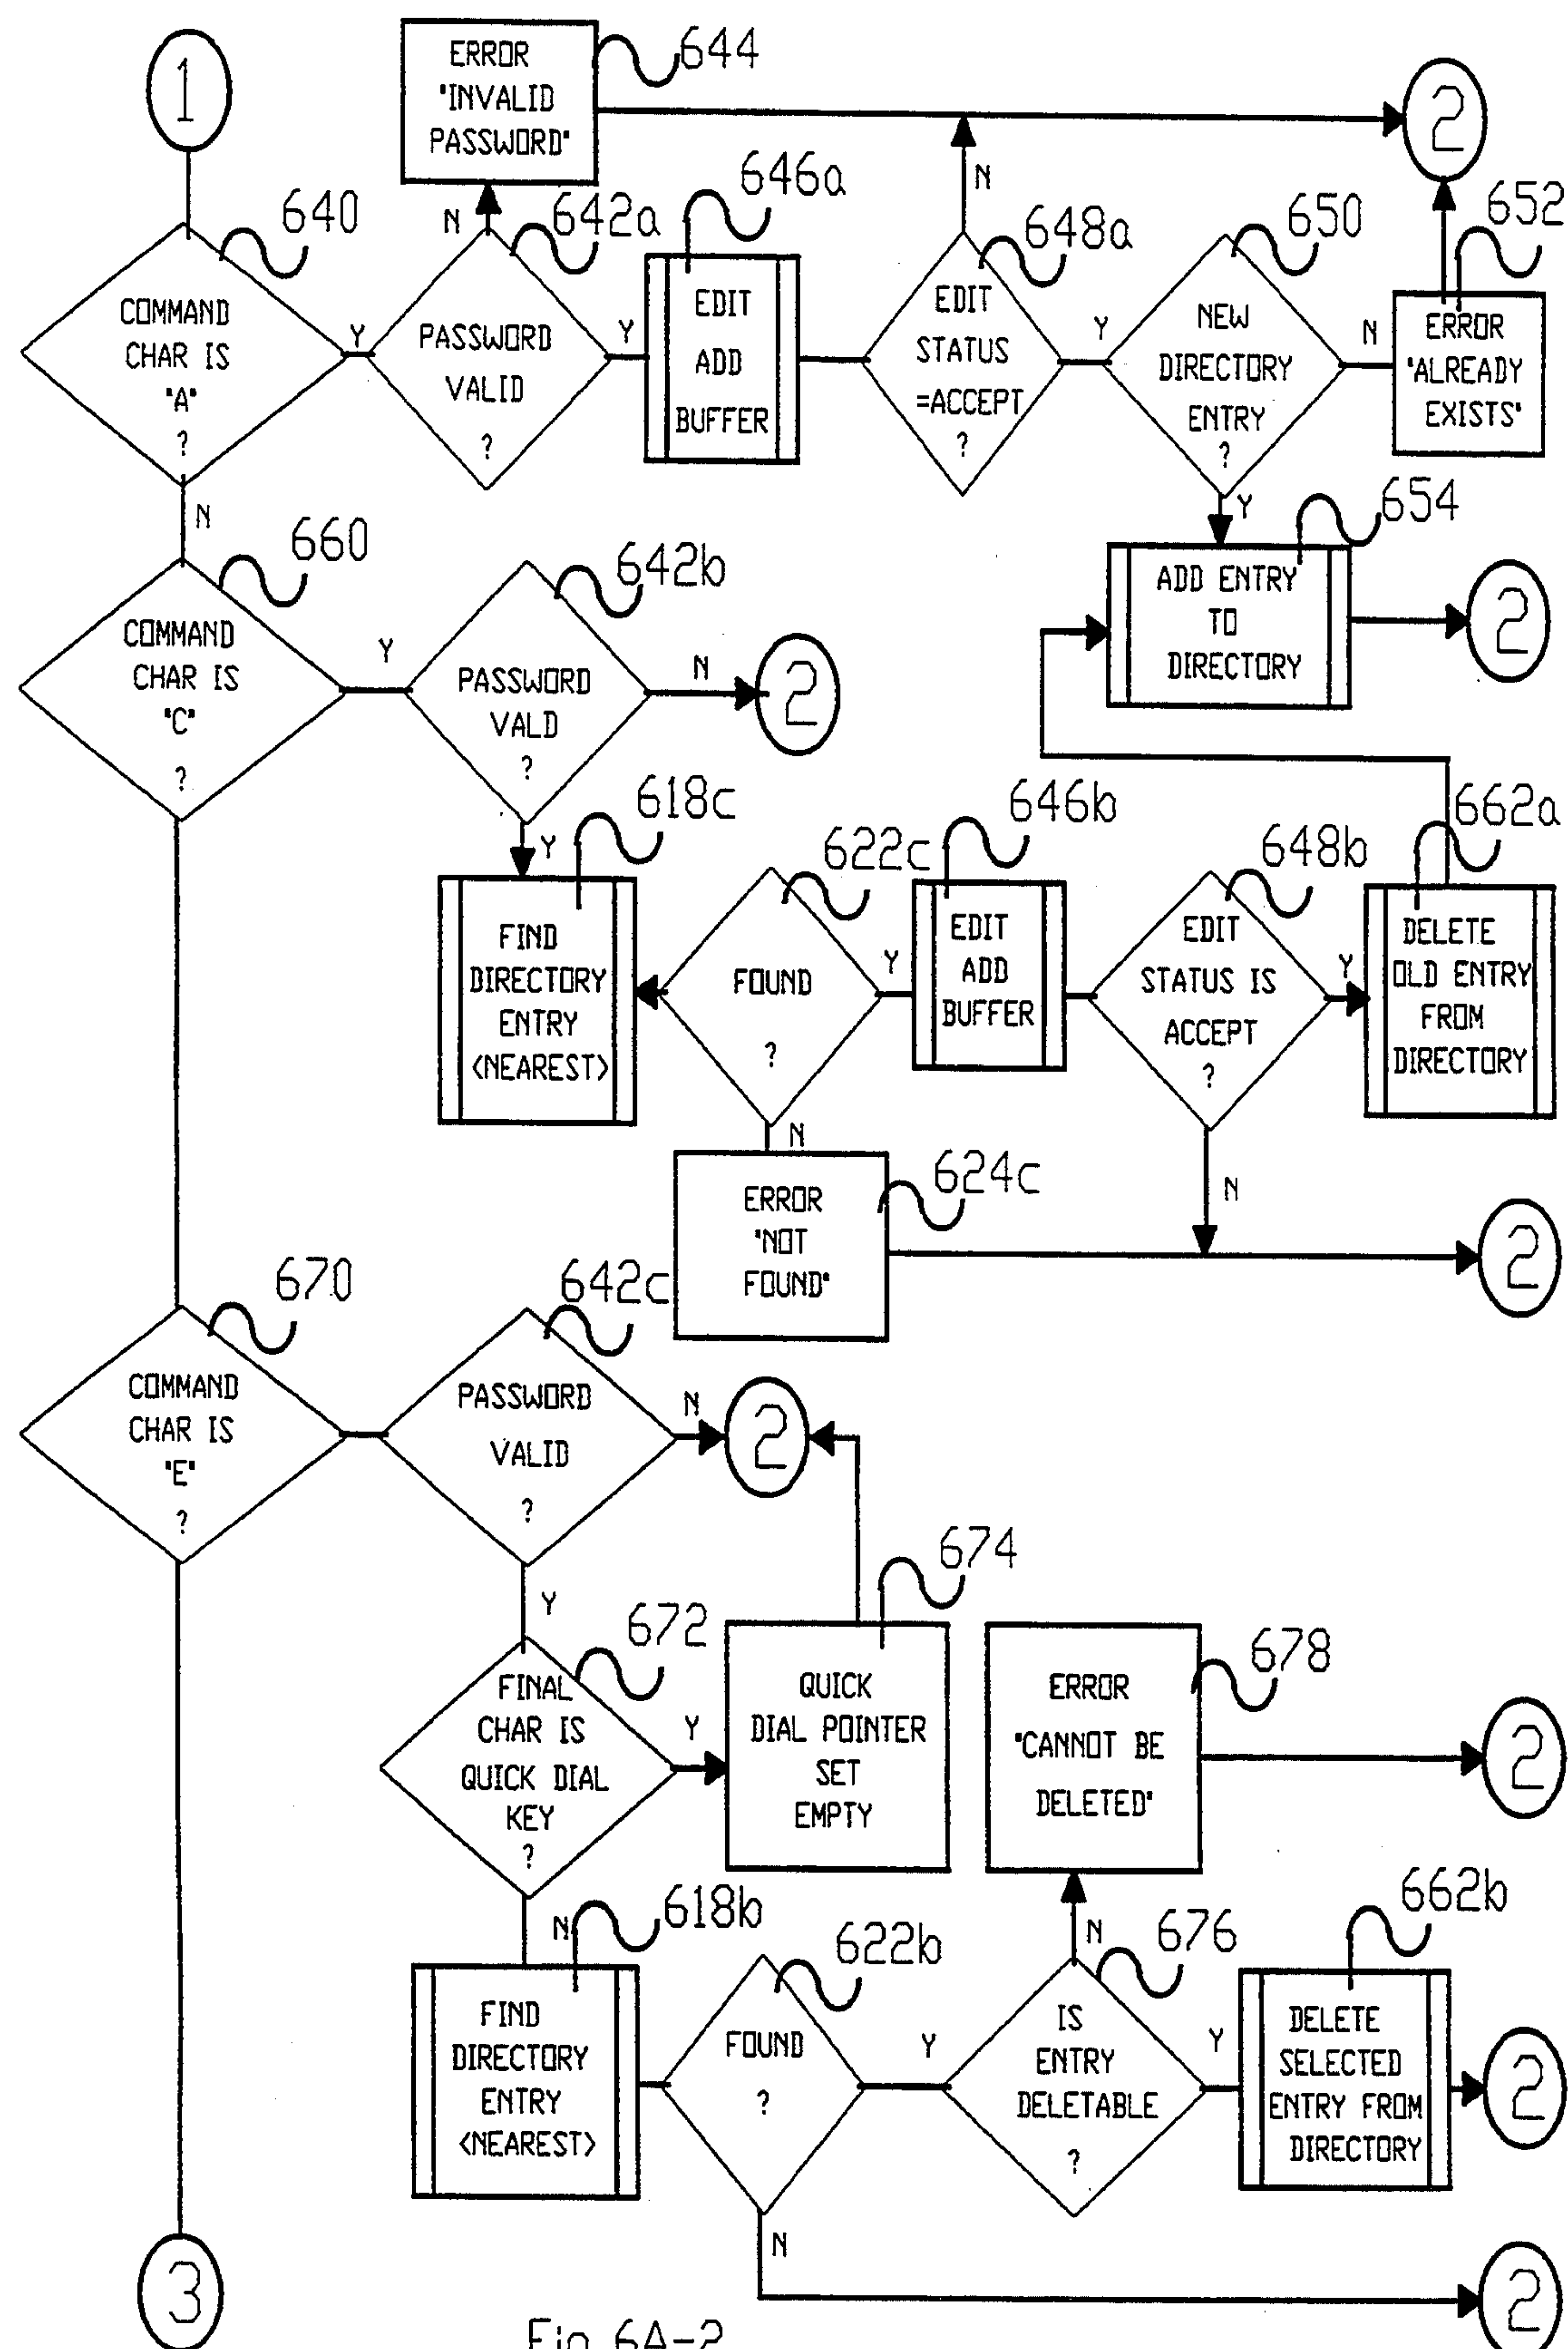 1
ERROR
"INVALID
PASSWORD"
644
2
640
COMMAND
CHAR IS
"A"
?
Y
N
642a
PASSWORD
VALID
?
Y
646a
EDIT
ADD
BUFFER
N
648a
EDIT
STATUS
=ACCEPT
?
Y
650
NEW
DIRECTORY
ENTRY
?
N
652
ERROR
"ALREADY
EXISTS"
N
Y
654
ADD ENTRY
TO
DIRECTORY
2
660
COMMAND
CHAR IS
"C"
?
Y
642b
PASSWORD
VALD
?
N
2
Y
618c
FIND
DIRECTORY
ENTRY
<NEAREST>
622c
FOUND
?
Y
646b
EDIT
ADD
BUFFER
648b
EDIT
STATUS IS
ACCEPT
?
Y
662a
DELETE
OLD ENTRY
FROM
DIRECTORY
N
624c
ERROR
"NOT
FOUND"
N
2
670
COMMAND
CHAR IS
"E"
?
642c
PASSWORD
VALID
?
N
2
Y
672
FINAL
CHAR IS
QUICK DIAL
KEY
?
Y
674
QUICK
DIAL POINTER
SET
EMPTY
678
ERROR
"CANNOT BE
DELETED"
2
N
618b
FIND
DIRECTORY
ENTRY
<NEAREST>
622b
FOUND
?
Y
N
676
IS
ENTRY
DELETABLE
?
Y
662b
DELETE
SELECTED
ENTRY FROM
DIRECTORY
2
N
2
3
Fig 6A-2